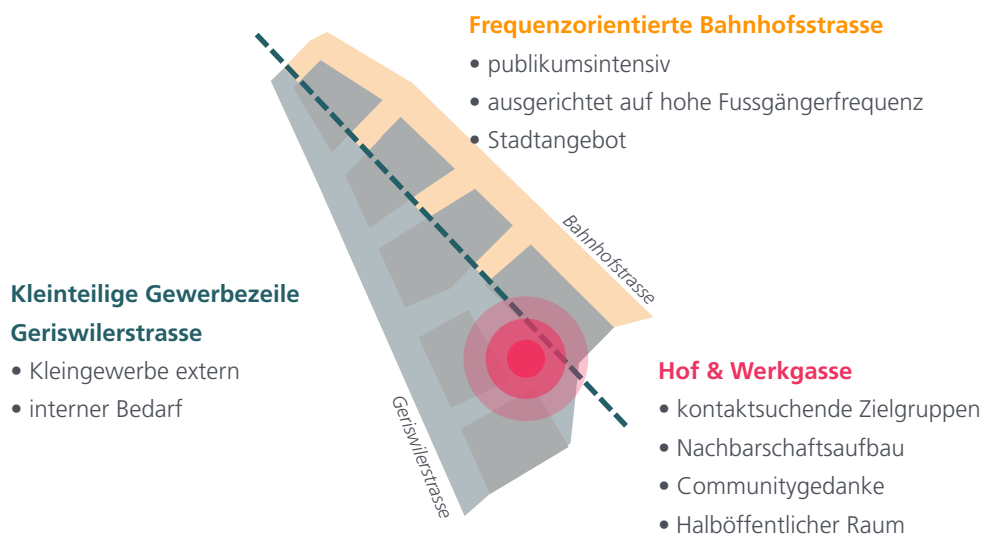 Frequenzorientierte Bahnhofsstrasse
• publikumsintensiv
• ausgerichtet auf hohe Fussgängerfrequenz
• Stadtangebot
Bahnhofstrasse
Kleinteilige Gewerbezeile
Geriswilerstrasse
• Kleingewerbe extern
• interner Bedarf
Geriswilerstrasse
Hof & Werkgasse
• kontaktsuchende Zielgruppen
• Nachbarschaftsaufbau
• Communitygedanke
• Halböffentlicher Raum